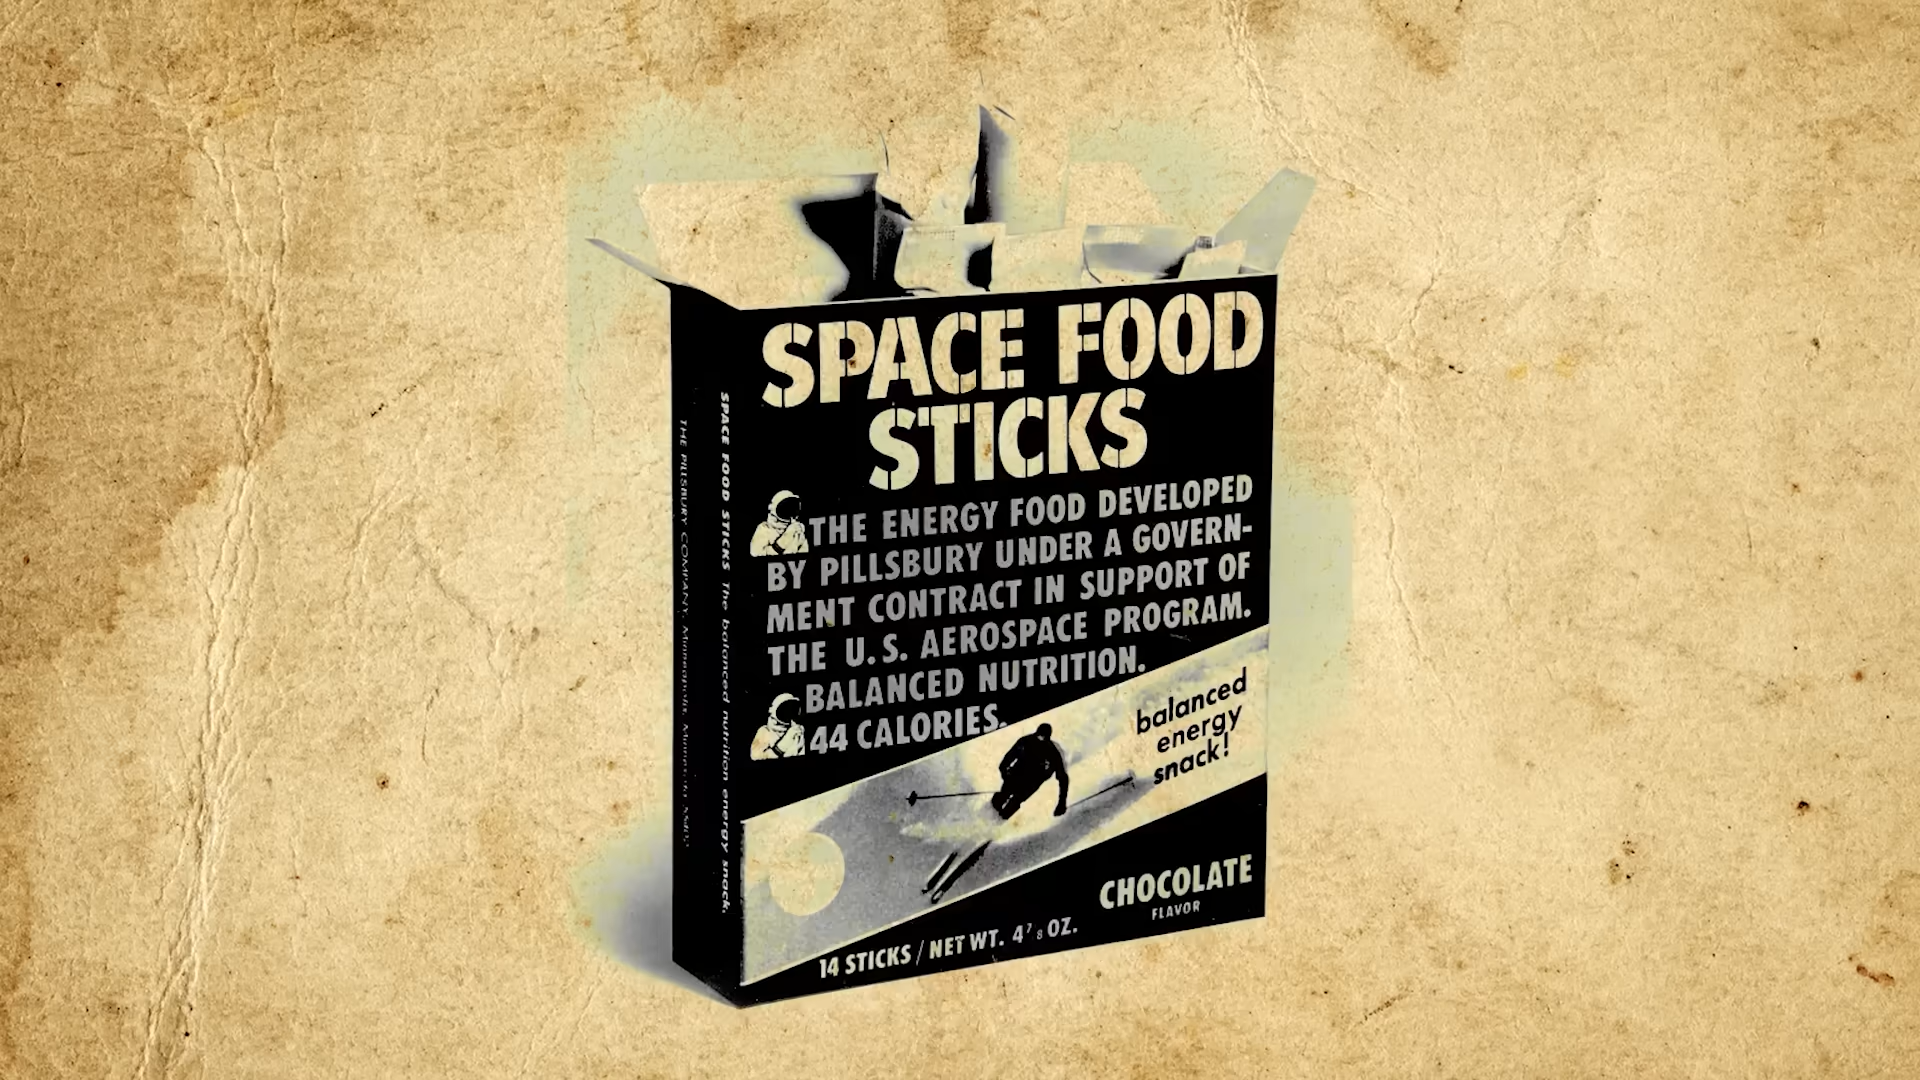 SPACE FOOD
STICKS
THE ENERGY FOOD DEVELOPED
BY PILLSBURY UNDER A GOVERN-
MENT CONTRACT IN SUPPORT OF
THE U.S. AEROSPACE PROGRAM.
BALANCED NUTRITION.
44 CALORIES.
balanced
energy
snack!
CHOCOLATE
FLAVOR
14 STICKS / NET WT. 4 7/8 OZ.
SPACE FOOD STICKS The balanced nutrition energy snack.
THE PILLSBURY COMPANY, Minneapolis, Minnesota